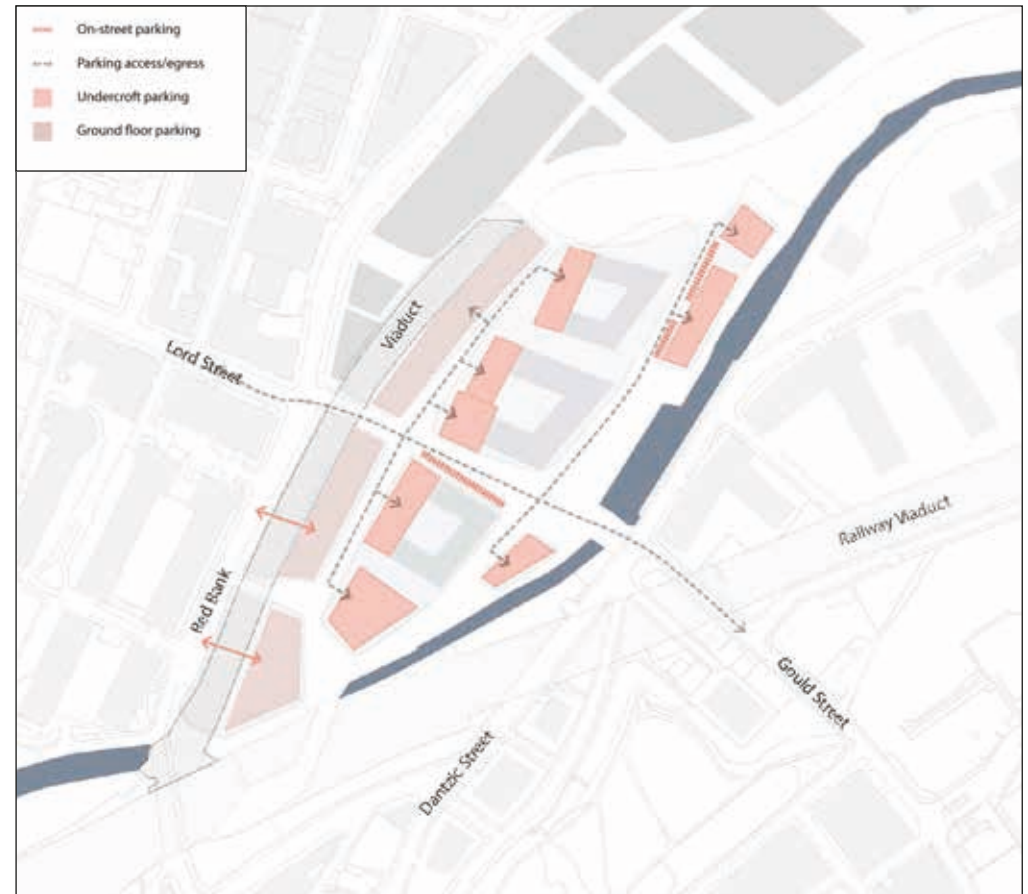 On-street parking
Parking access/egress
Undercroft parking
Ground floor parking
Viaduct
Lord Street
Railway Viaduct
Red Bank
Gould Street
Dantzic Street